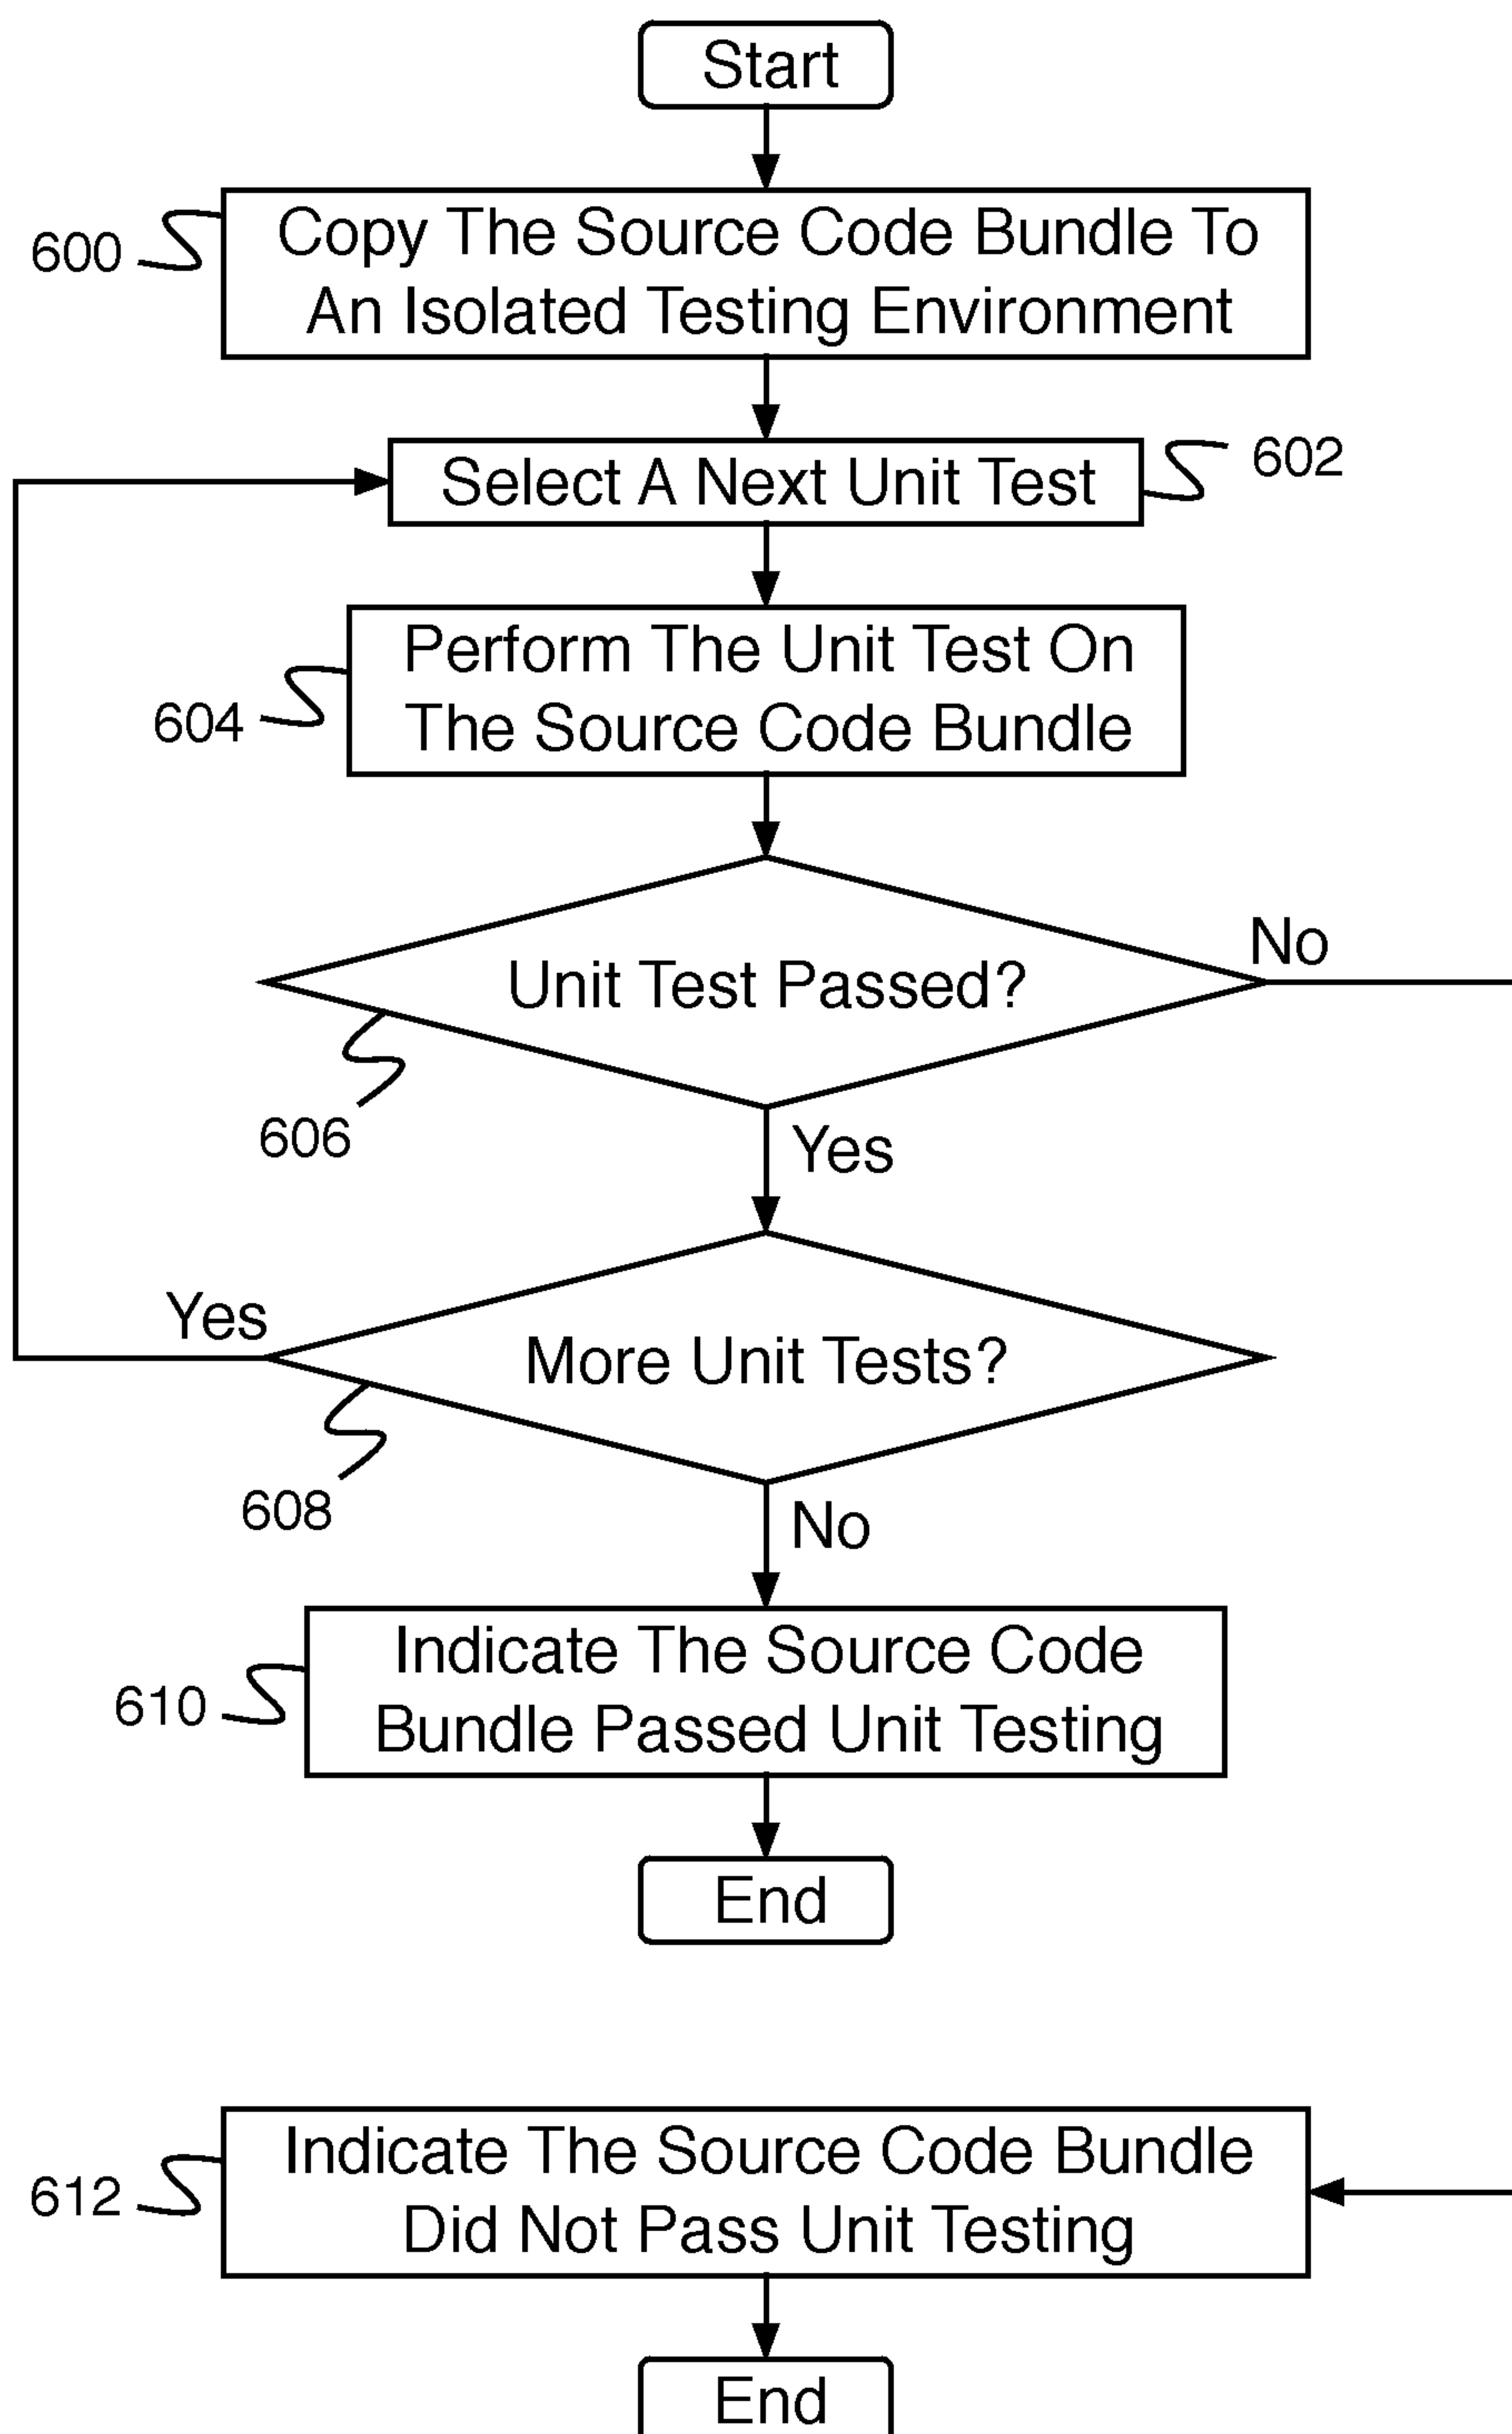 Start
600
Copy The Source Code Bundle To
An Isolated Testing Environment
Select A Next Unit Test
602
Perform The Unit Test On
The Source Code Bundle
604
Unit Test Passed?
No
606
Yes
Yes
More Unit Tests?
608
No
Indicate The Source Code
Bundle Passed Unit Testing
610
End
Indicate The Source Code Bundle
Did Not Pass Unit Testing
612
End